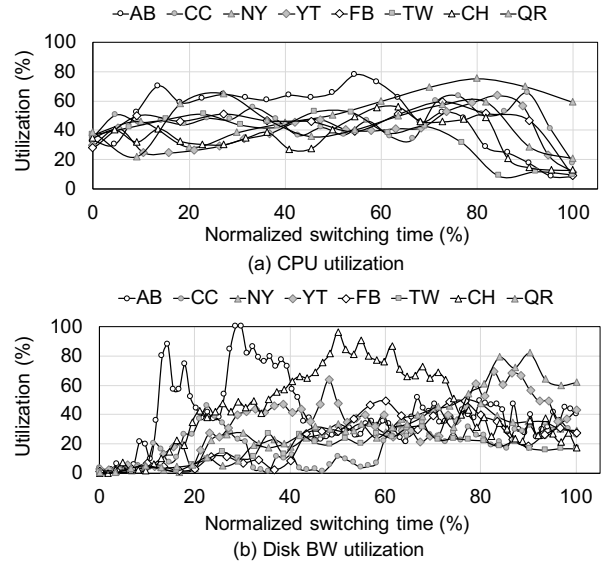 AB CC NY YT FB TW CH QR
100
80
60
40
20
0
Utilization (%)
0 20 40 60 80 100
Normalized switching time (%)
(a) CPU utilization
AB CC NY YT FB TW CH QR
100
80
60
40
20
0
Utilization (%)
0 20 40 60 80 100
Normalized switching time (%)
(b) Disk BW utilization